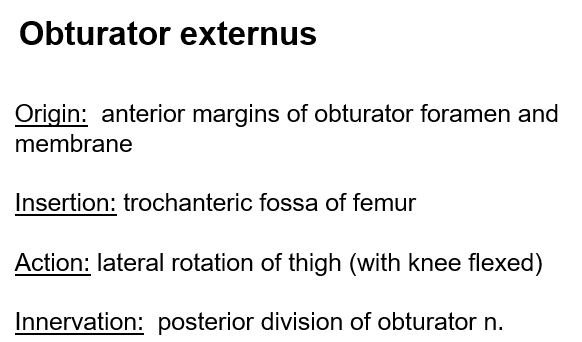 Obturator externus
Origin:  anterior margins of obturator foramen and
membrane
Insertion: trochanteric fossa of femur
Action: lateral rotation of thigh (with knee flexed)
Innervation:  posterior division of obturator n.